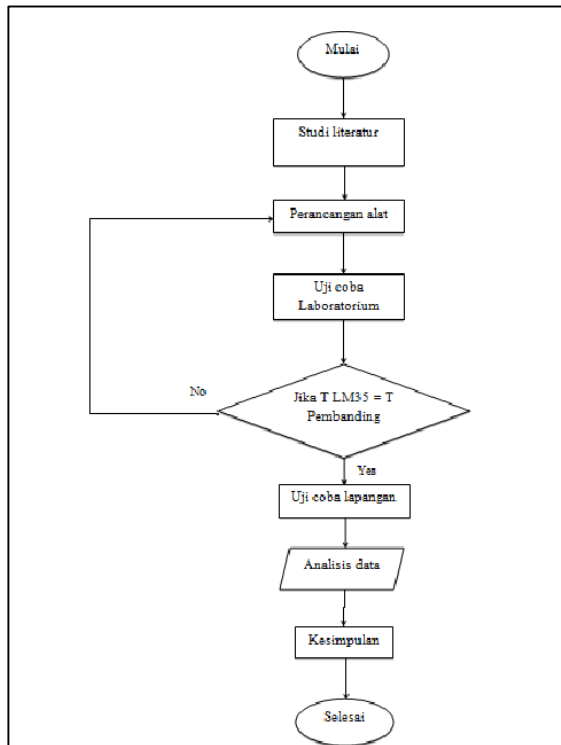 Mulai
Studi literatur
Perancangan alat
Uji coba
Laboratorium
No
Jika T LM35 = T
Pembanding
Yes
Uji coba lapangan
Analisis data
Kesimpulan
Selesai